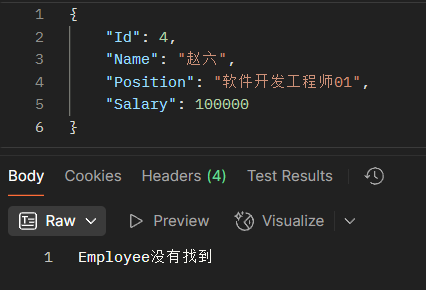 1 {
2 "Id": 4,
3 "Name": "赵六",
4 "Position": "软件开发工程师01",
5 "Salary": 100000
6 }
Body Cookies Headers (4) Test Results
Raw Preview Visualize
1 Employee没有找到